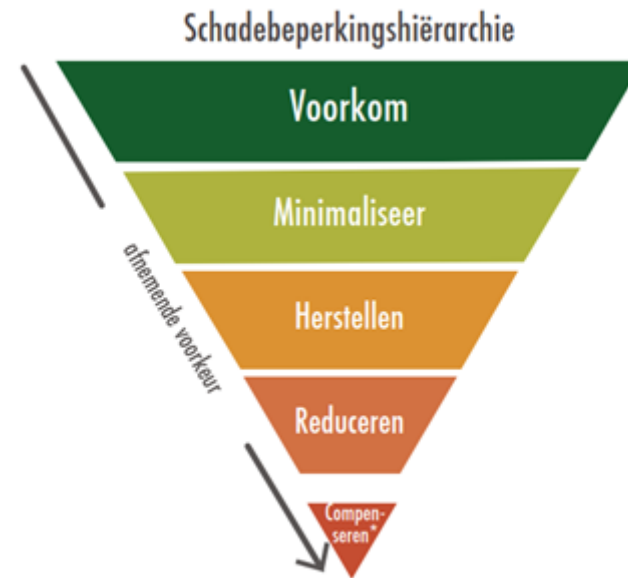 Schadebeperkingshiërarchie
Voorkom
Minimaliseer
afnemende voorkeur
Herstellen
Reduceren
Compen-
seren*